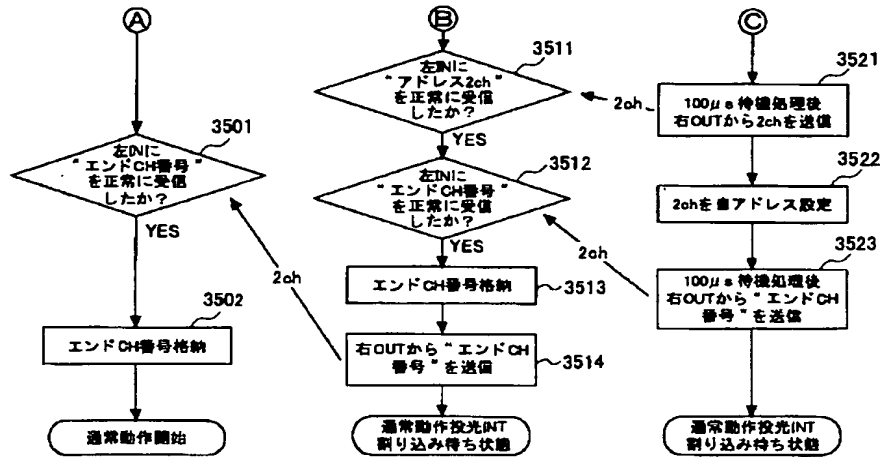 A
左INに
“エンドCH番号”
を正常に受信
したか？
3501
YES
エンドCH番号格納
3502
通常動作開始
B
左INに
“アドレス2ch”
を正常に受信
したか？
3511
YES
左INに
“エンドCH番号”
を正常に受信
したか？
3512
YES
エンドCH番号格納
3513
右OUTから“エンドCH
番号”を送信
3514
通常動作投光INT
割り込み待ち状態
2ch
C
100μs待機処理後
右OUTから2chを送信
3521
2ch
2chを自アドレス設定
3522
100μs待機処理後
右OUTから“エンドCH
番号”を送信
3523
2ch
通常動作投光INT
割り込み待ち状態